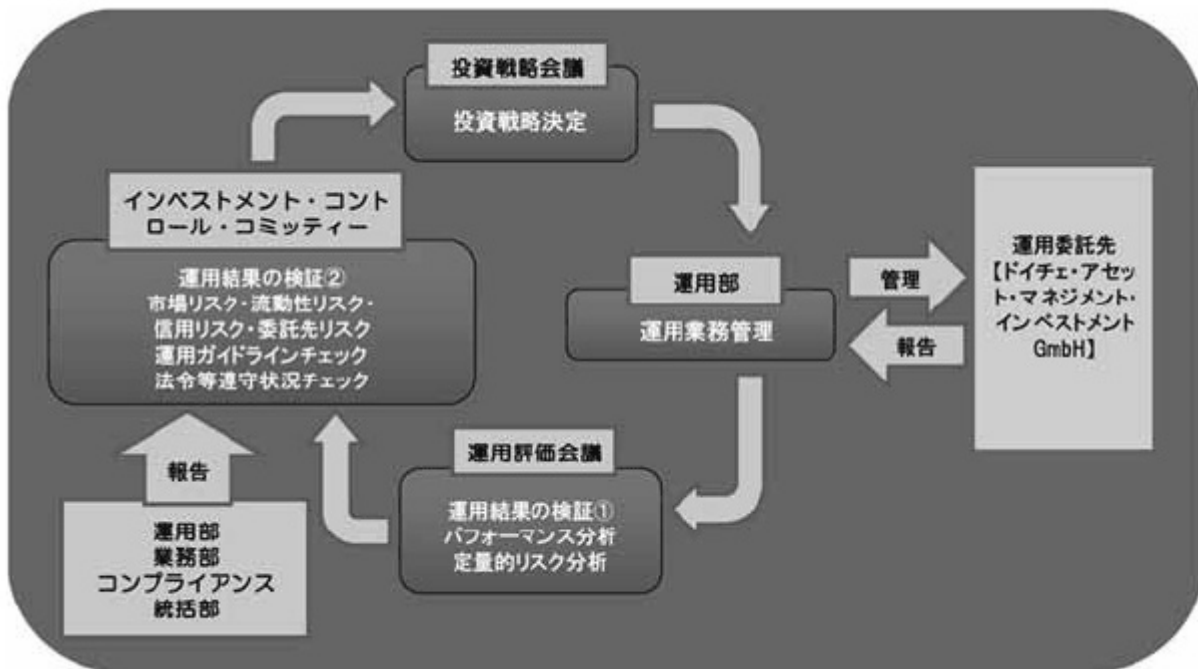 投資戦略会議
投資戦略決定
インベストメント・コント
ロール・コミッティー
運用結果の検証②
市場リスク・流動性リスク・
信用リスク・委託先リスク
運用ガイドラインチェック
法令等遵守状況チェック
運用部
運用業務管理
管理
報告
運用委託先
【ドイチェ・アセッ
ト・マネジメント・
インベストメント
GmbH】
運用評価会議
運用結果の検証①
パフォーマンス分析
定量的リスク分析
報告
運用部
業務部
コンプライアンス
統括部